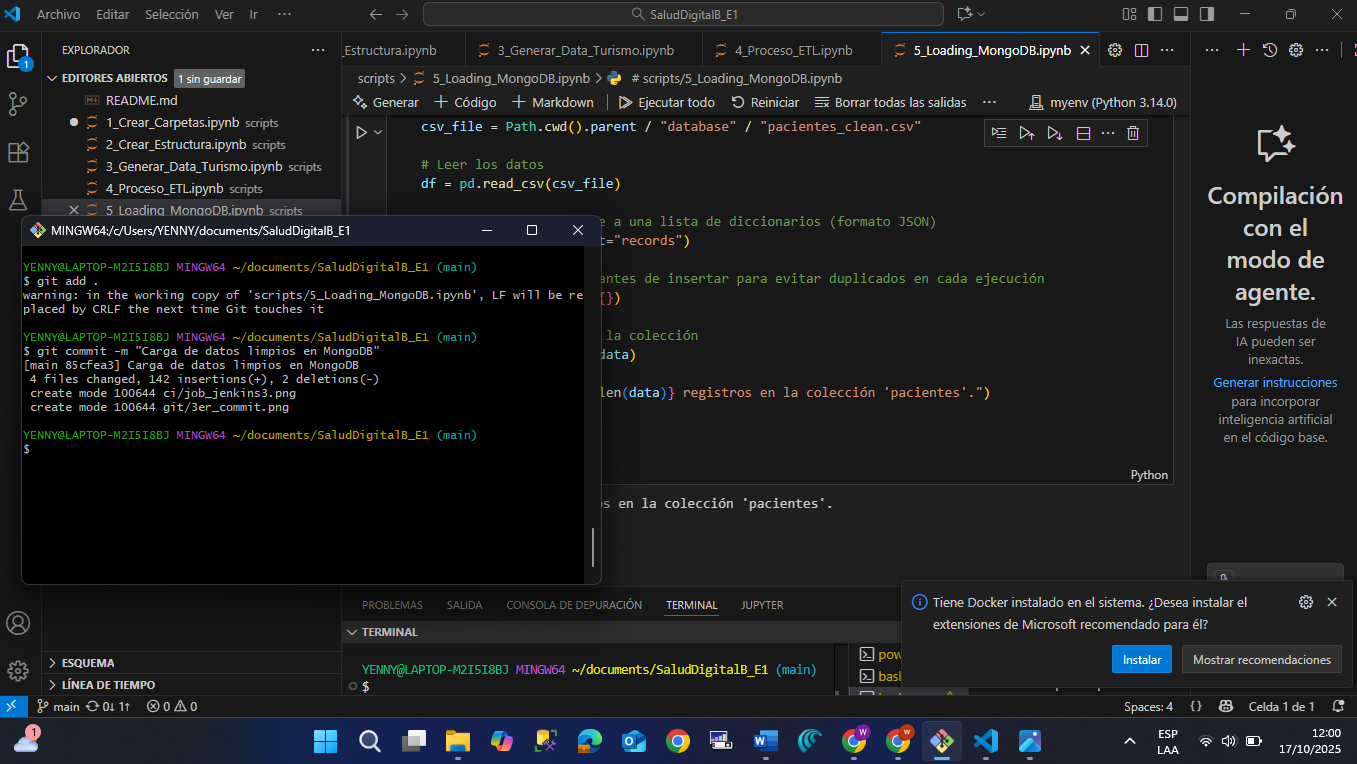 Archivo Editar Selección Ver Ir ··· SaludDigitalB_E1
EXPLORADOR ···
EDITORES ABIERTOS 1 sin guardar
README.md
1_Crear_Carpetas.ipynb scripts
2_Crear_Estructura.ipynb scripts
3_Generar_Data_Turismo.ipynb scripts
4_Proceso_ETL.ipynb scripts
5_Loading_MongoDB.ipynb scripts
1
_Estructura.ipynb 3_Generar_Data_Turismo.ipynb 4_Proceso_ETL.ipynb 5_Loading_MongoDB.ipynb
scripts > 5_Loading_MongoDB.ipynb > # scripts/5_Loading_MongoDB.ipynb
Generar + Código + Markdown Ejecutar todo Reiniciar Borrar todas las salidas ··· myenv (Python 3.14.0)
csv_file = Path.cwd().parent / "database" / "pacientes_clean.csv"
# Leer los datos
df = pd.read_csv(csv_file)
e a una lista de diccionarios (formato JSON)
t="records")
antes de insertar para evitar duplicados en cada ejecución
{})
la colección
data)
len(data)} registros en la colección 'pacientes'.")
Python
s en la colección 'pacientes'.
MINGW64:/c/Users/YENNY/documents/SaludDigitalB_E1
YENNY@LAPTOP-M2I5I8BJ MINGW64 ~/documents/SaludDigitalB_E1 (main)
$ git add .
warning: in the working copy of 'scripts/5_Loading_MongoDB.ipynb', LF will be re
placed by CRLF the next time Git touches it
YENNY@LAPTOP-M2I5I8BJ MINGW64 ~/documents/SaludDigitalB_E1 (main)
$ git commit -m "Carga de datos limpios en MongoDB"
[main 85cfea3] Carga de datos limpios en MongoDB
4 files changed, 142 insertions(+), 2 deletions(-)
create mode 100644 ci/job_jenkins3.png
create mode 100644 git/3er_commit.png
YENNY@LAPTOP-M2I5I8BJ MINGW64 ~/documents/SaludDigitalB_E1 (main)
$
Compilación
con el
modo de
agente.
Las respuestas de
IA pueden ser
inexactas.
Generar instrucciones
para incorporar
inteligencia artificial
en el código base.
PROBLEMAS SALIDA CONSOLA DE DEPURACIÓN TERMINAL JUPYTER
TERMINAL
YENNY@LAPTOP-M2I5I8BJ MINGW64 ~/documents/SaludDigitalB_E1 (main)
$
pow
bash
Tiene Docker instalado en el sistema. ¿Desea instalar el
extensiones de Microsoft recomendado para él?
Instalar Mostrar recomendaciones
ESQUEMA
LÍNEA DE TIEMPO
main 0↓ 1↑ 0 0 Spaces: 4 {} Celda 1 de 1
1
W W
ESP
LAA
12:00
17/10/2025